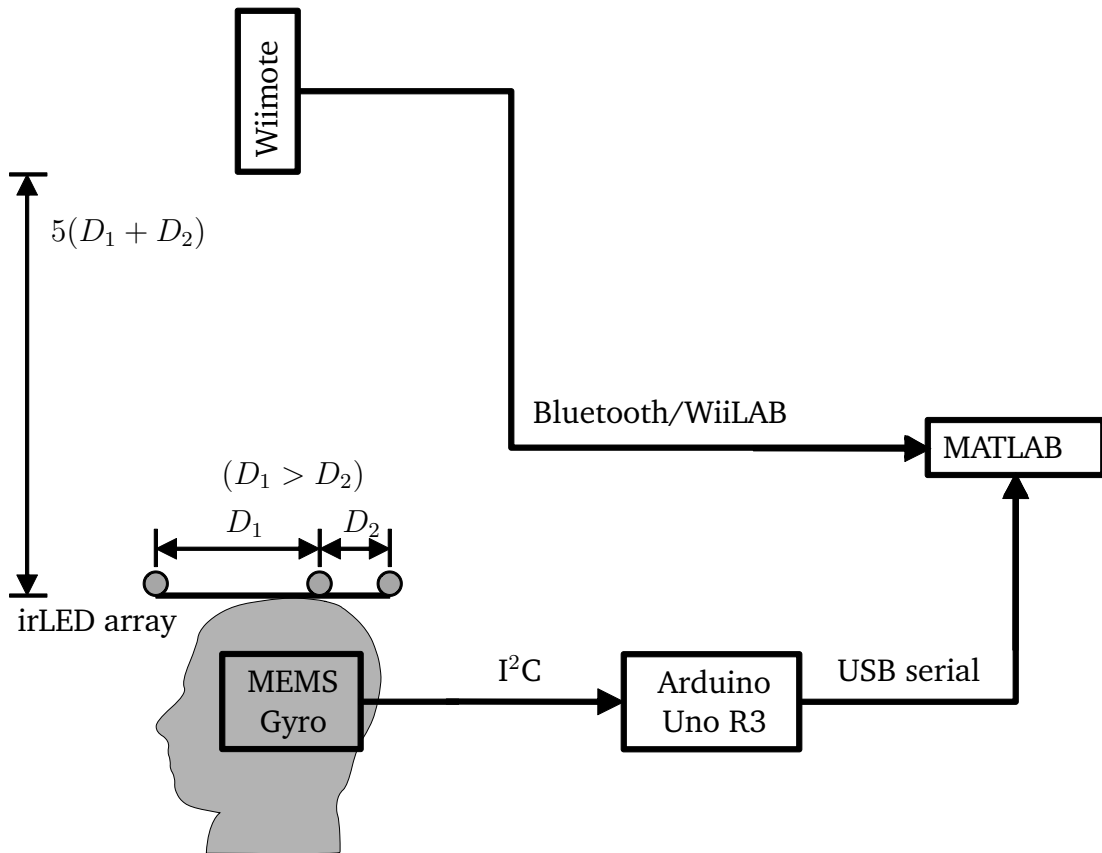 Wiimote
5(D₁ + D₂)
Bluetooth/WiiLAB
MATLAB
(D₁ > D₂)
D₁ D₂
irLED array
MEMS
Gyro
I²C
Arduino
Uno R3
USB serial